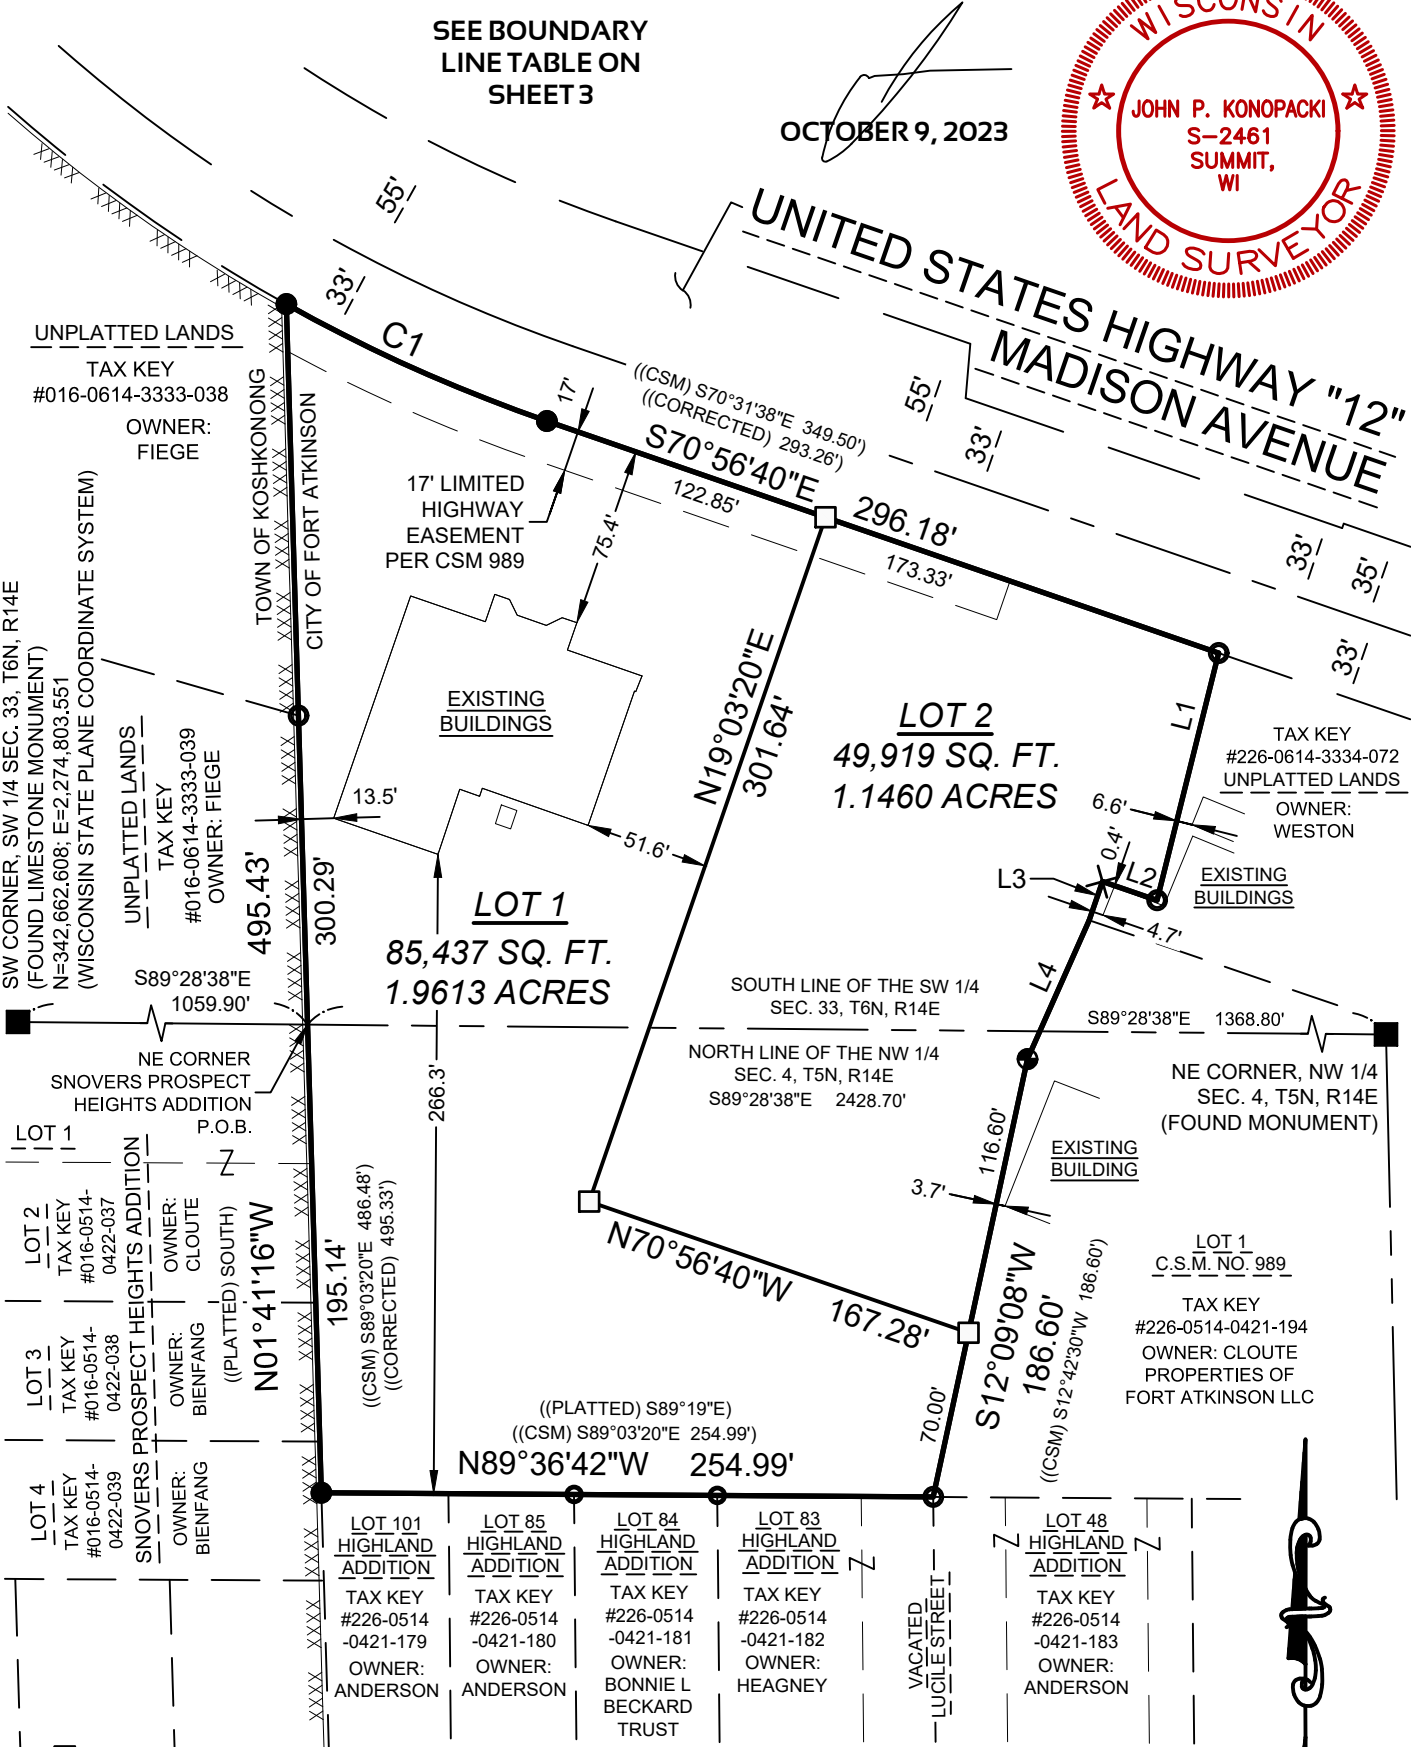 SEE BOUNDARY
LINE TABLE ON
SHEET 3
OCTOBER 9, 2023
WISCONSIN
JOHN P. KONOPACKI
S-2461
SUMMIT,
WI
LAND SURVEYOR
UNITED STATES HIGHWAY "12"
MADISON AVENUE
55'
33'
C1
17'
((CSM) S70°31'38"E 349.50')
((CORRECTED) 293.26')
S70°56'40"E 296.18'
122.85'
173.33'
55'
33'
33'
35'
33'
UNPLATTED LANDS
TAX KEY
#016-0614-3333-038
OWNER:
FIEGE
TOWN OF KOSHKONONG
CITY OF FORT ATKINSON
17' LIMITED
HIGHWAY
EASEMENT
PER CSM 989
75.4'
SW CORNER, SW 1/4 SEC. 33, T6N, R14E
(FOUND LIMESTONE MONUMENT)
N=342,662.608; E=2,274,803.551
(WISCONSIN STATE PLANE COORDINATE SYSTEM)
UNPLATTED LANDS
TAX KEY
#016-0614-3333-039
OWNER: FIEGE
EXISTING
BUILDINGS
13.5'
51.6'
N19°03'20"E
301.64'
LOT 2
49,919 SQ. FT.
1.1460 ACRES
L1
TAX KEY
#226-0614-3334-072
UNPLATTED LANDS
OWNER:
WESTON
6.6'
0.4'
L2
L3
EXISTING
BUILDINGS
4.7'
L4
495.43'
300.29'
LOT 1
85,437 SQ. FT.
1.9613 ACRES
S89°28'38"E
1059.90'
SOUTH LINE OF THE SW 1/4
SEC. 33, T6N, R14E
S89°28'38"E 1368.80'
NORTH LINE OF THE NW 1/4
SEC. 4, T5N, R14E
S89°28'38"E 2428.70'
NE CORNER, NW 1/4
SEC. 4, T5N, R14E
(FOUND MONUMENT)
NE CORNER
SNOVERS PROSPECT
HEIGHTS ADDITION
P.O.B.
266.3'
116.60'
EXISTING
BUILDING
3.7'
LOT 1
LOT 2
TAX KEY
#016-0514-
0422-037
OWNER:
CLOUTE
LOT 3
TAX KEY
#016-0514-
0422-038
OWNER:
BIENFANG
LOT 4
TAX KEY
#016-0514-
0422-039
OWNER:
BIENFANG
SNOVERS PROSPECT HEIGHTS ADDITION
((PLATTED) SOUTH)
N01°41'16"W
195.14'
((CSM) S89°03'20"E 486.48')
((CORRECTED) 495.33')
N70°56'40"W 167.28'
S12°09'08"W
186.60'
((CSM) S12°42'30"W 186.60')
70.00'
LOT 1
C.S.M. NO. 989
TAX KEY
#226-0514-0421-194
OWNER: CLOUTE
PROPERTIES OF
FORT ATKINSON LLC
((PLATTED) S89°19"E)
((CSM) S89°03'20"E 254.99')
N89°36'42"W 254.99'
LOT 101
HIGHLAND
ADDITION
TAX KEY
#226-0514
-0421-179
OWNER:
ANDERSON
LOT 85
HIGHLAND
ADDITION
TAX KEY
#226-0514
-0421-180
OWNER:
ANDERSON
LOT 84
HIGHLAND
ADDITION
TAX KEY
#226-0514
-0421-181
OWNER:
BONNIE L
BECKARD
TRUST
LOT 83
HIGHLAND
ADDITION
TAX KEY
#226-0514
-0421-182
OWNER:
HEAGNEY
VACATED
LUCILE STREET
LOT 48
HIGHLAND
ADDITION
TAX KEY
#226-0514
-0421-183
OWNER:
ANDERSON